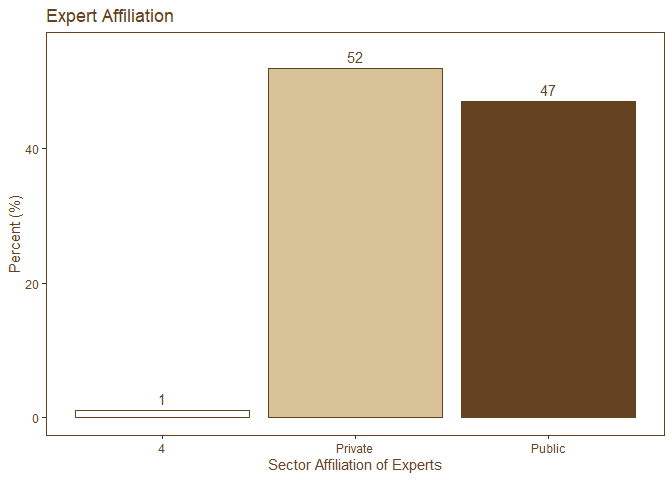 Expert Affiliation
52
47
1
40
20
0
Percent (%)
4
Private
Public
Sector Affiliation of Experts